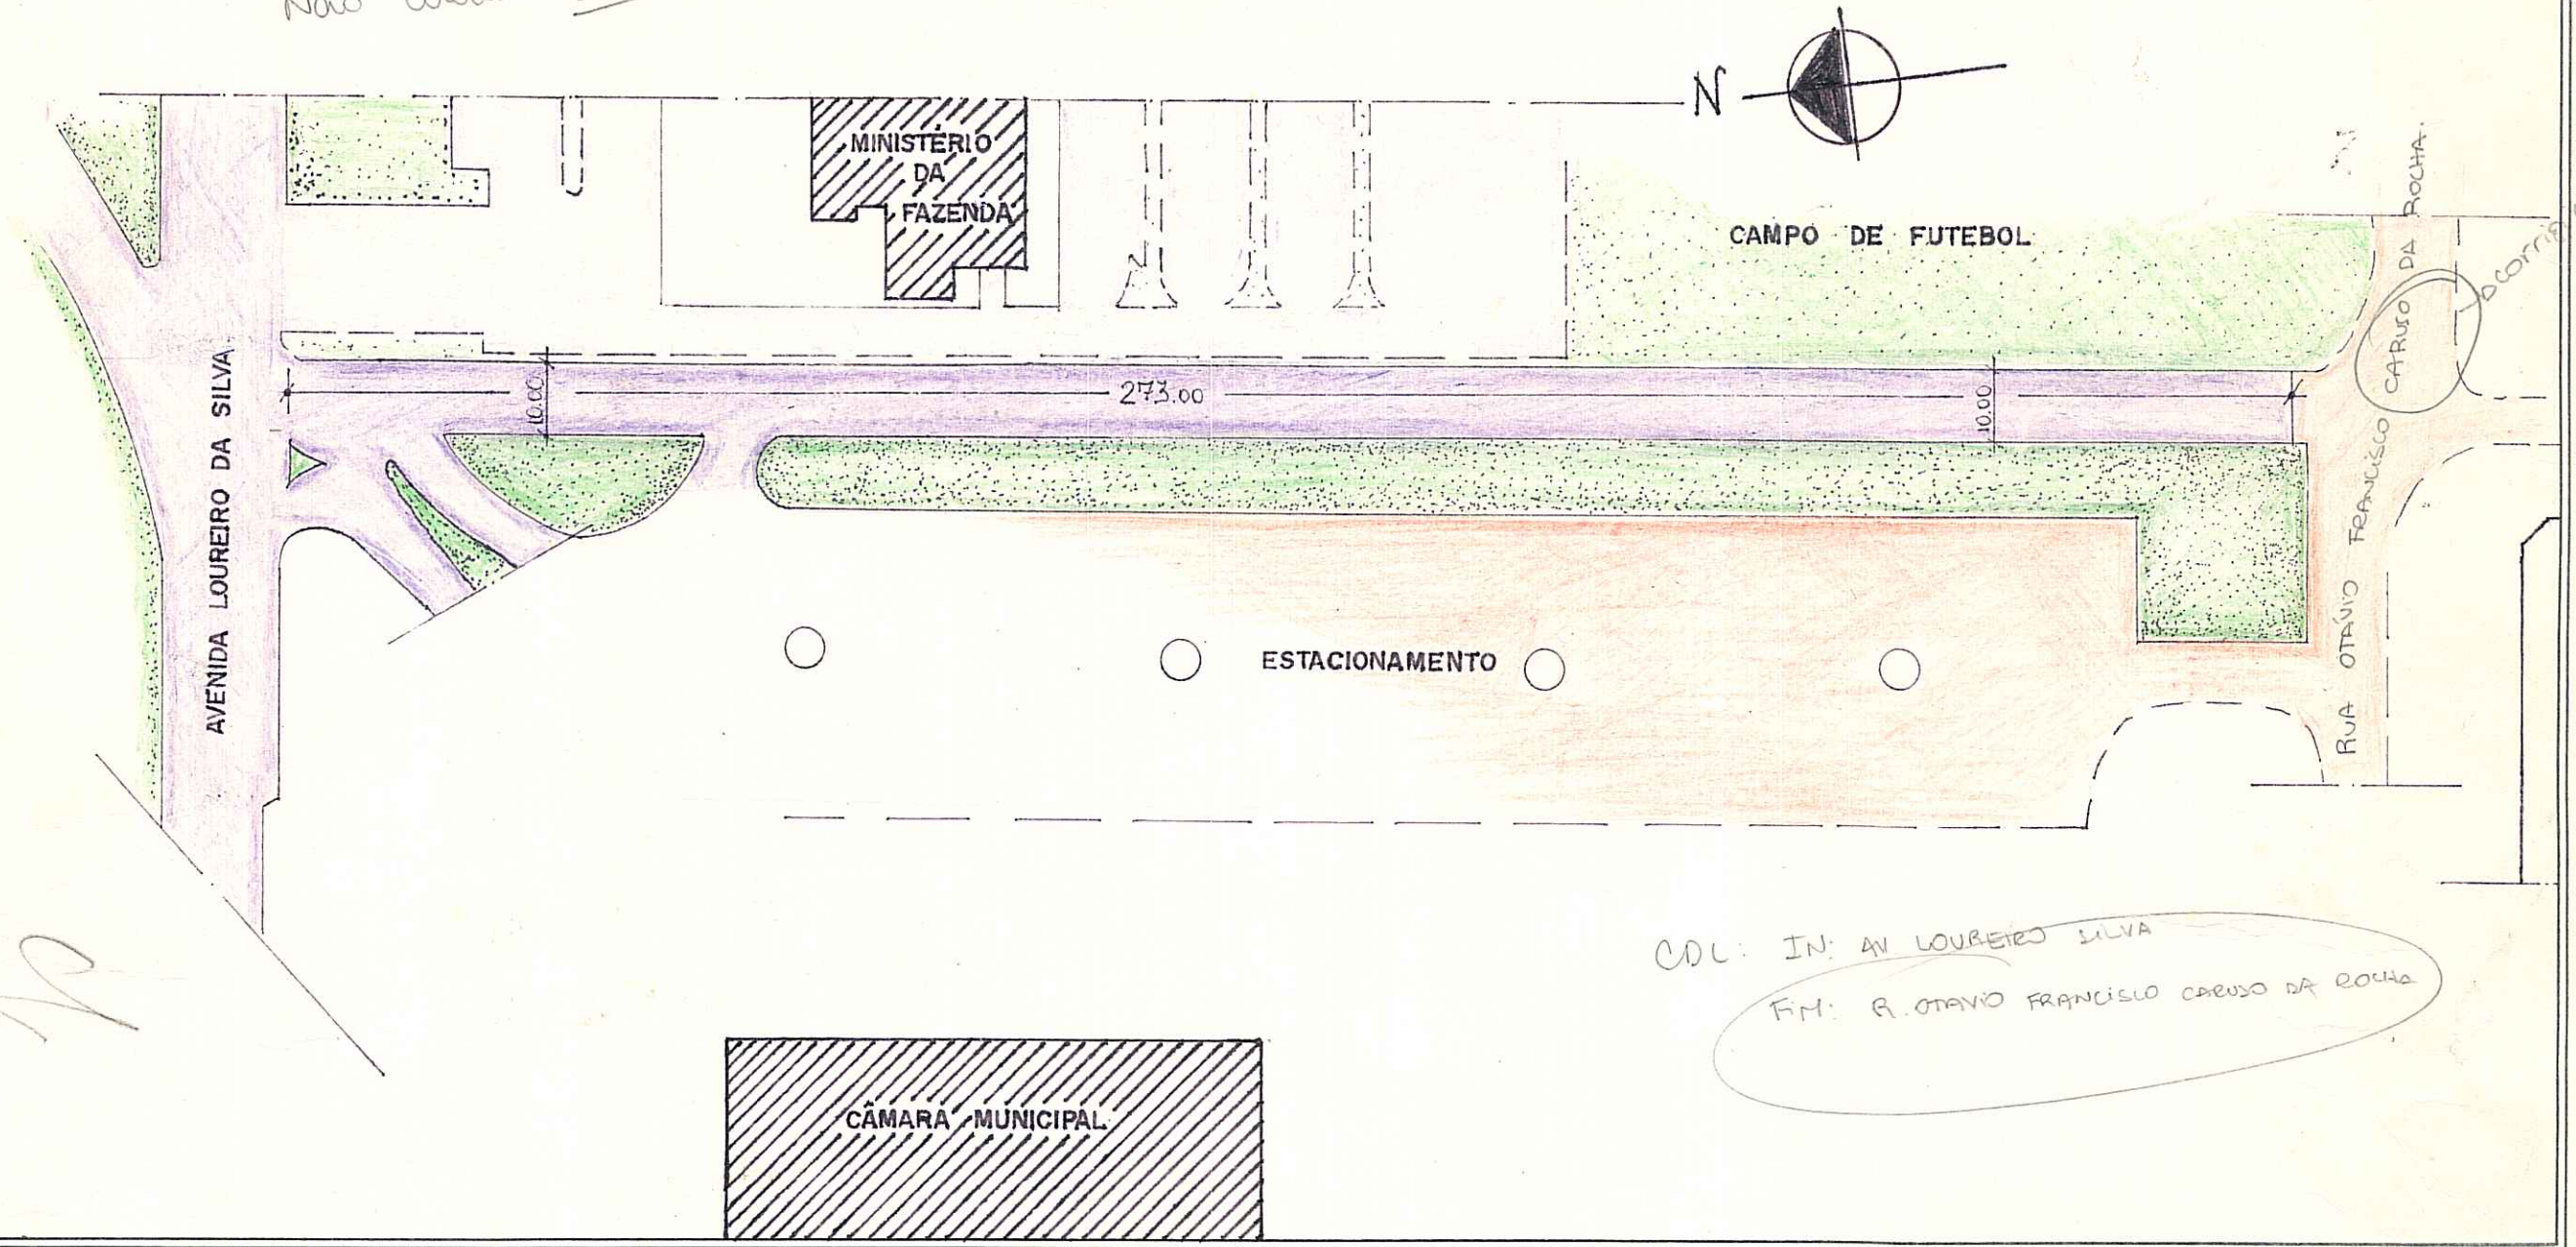 Não
N
MINISTÉRIO
DA
FAZENDA
CAMPO DE FUTEBOL
AVENIDA LOUREIRO DA SILVA
10.00
273.00
10.00
RUA OTÁVIO FRANCISCO CARUSO DA ROCHA.
ESTACIONAMENTO
CDL: IN: AV LOUREIRO SILVA
FIM: R. OTAVIO FRANCISCO CARUSO DA ROCHA
CÂMARA MUNICIPAL